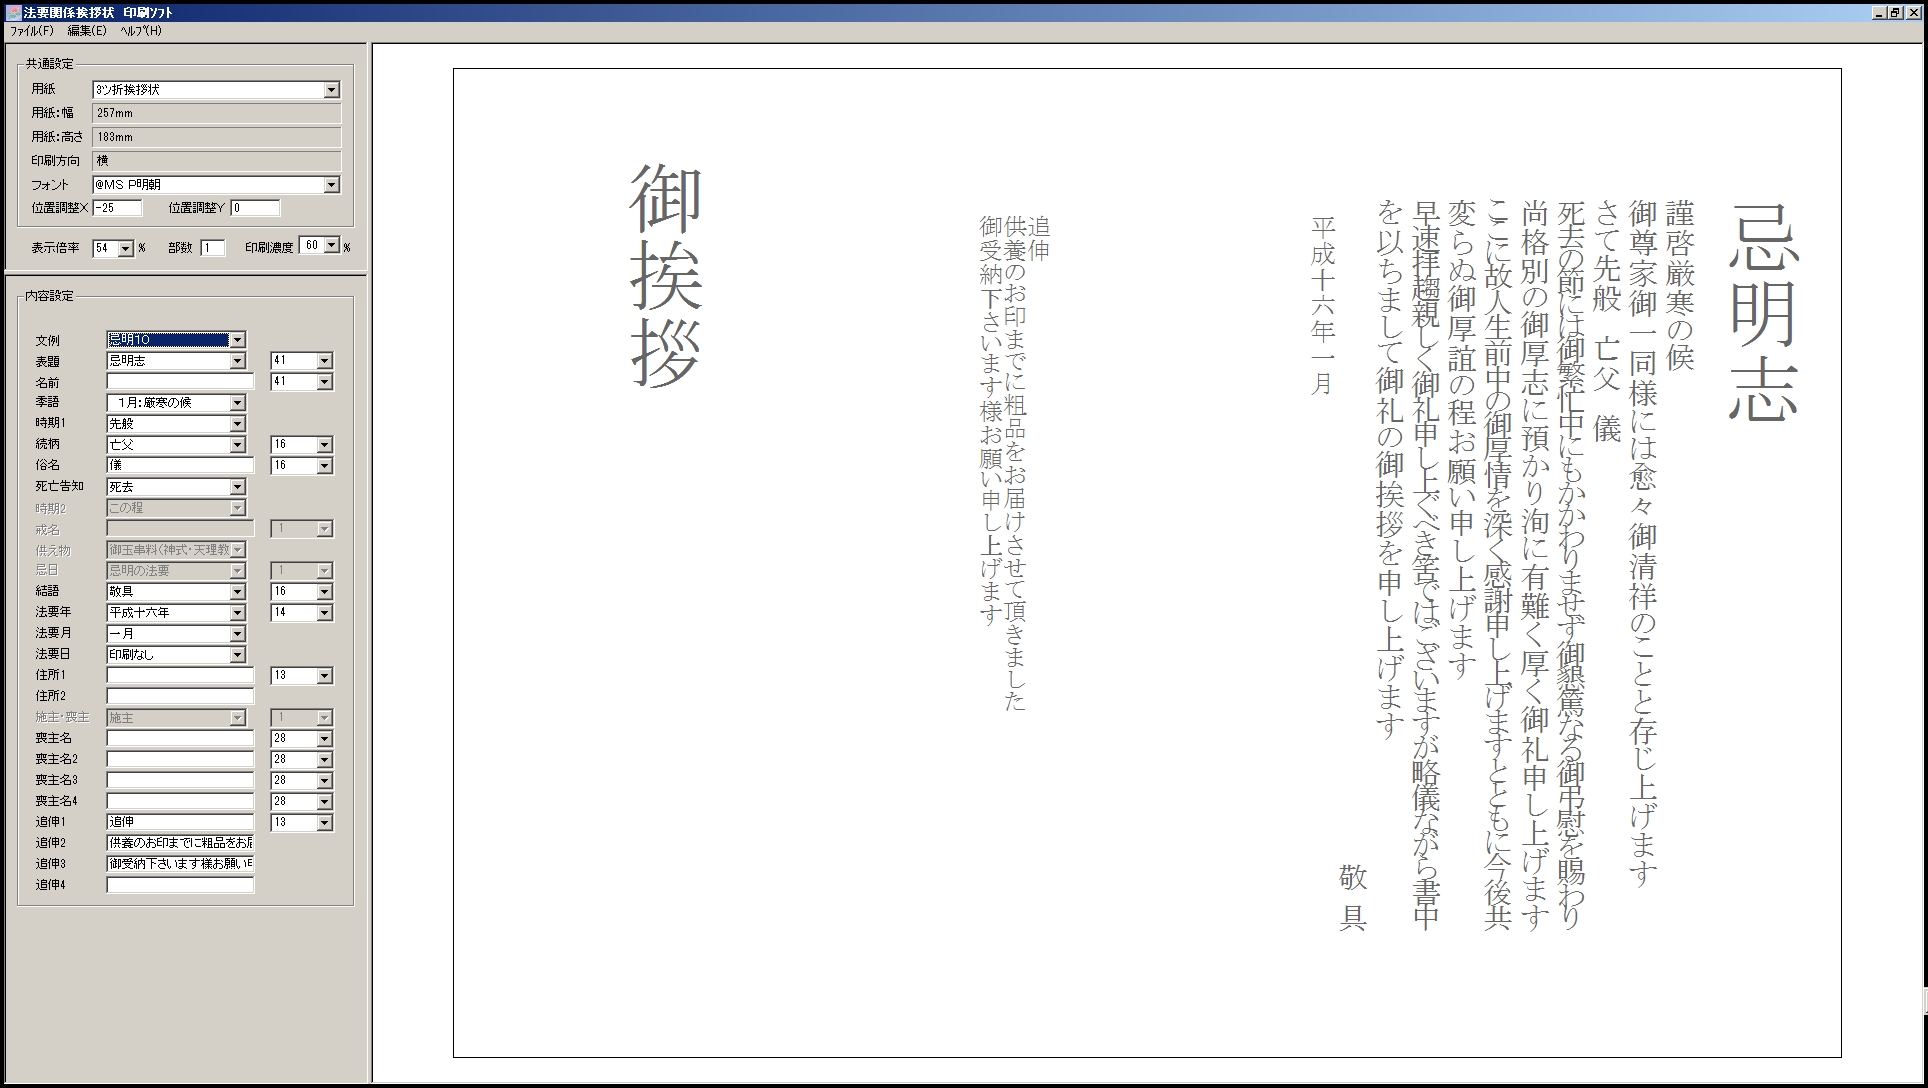 法要関係挨拶状 印刷ソフト
ファイル(F) 編集(E) ヘルプ(H)
共通設定
用紙 3ツ折挨拶状
用紙:幅 257mm
用紙:高さ 183mm
印刷方向 横
フォント @MS P明朝
位置調整X -25 位置調整Y 0
表示倍率 54 % 部数 1 印刷濃度 60 %
内容設定
文例 忌明10
表題 忌明志 41
名前 41
季語 1月:厳寒の候
時期1 先般
続柄 亡父 16
俗名 儀 16
死亡告知 死去
時期2 この程
戒名 1
供え物 御玉串料(神式・天理教
忌日 忌明の法要 1
結語 敬具 16
法要年 平成十六年 14
法要月 一月
法要日 印刷なし
住所1 13
住所2
施主・喪主 施主 1
喪主名 28
喪主名2 28
喪主名3 28
喪主名4 28
追伸1 追伸 13
追伸2 供養のお印までに粗品をお届
追伸3 御受納下さいます様お願い申
追伸4
忌明志
謹啓厳寒の候
御尊家御一同様には愈々御清祥のことと存じ上げます
さて先般 亡父 儀
死去の節には御繁忙中にもかかわりませず御懇篤なる御弔慰を賜わり
尚格別の御厚志に預かり洵に有難く厚く御礼申し上げます
ここに故人生前中の御厚情を深く感謝申し上げますとともに今後共
変らぬ御厚誼の程お願い申し上げます
早速拝趨親しく御礼申し上ぐべき筈ではございますが略儀ながら書中
を以ちまして御礼の御挨拶を申し上げます
敬具
平成十六年一月
追伸
供養のお印までに粗品をお届けさせて頂きました
御受納下さいます様お願い申し上げます
御挨拶